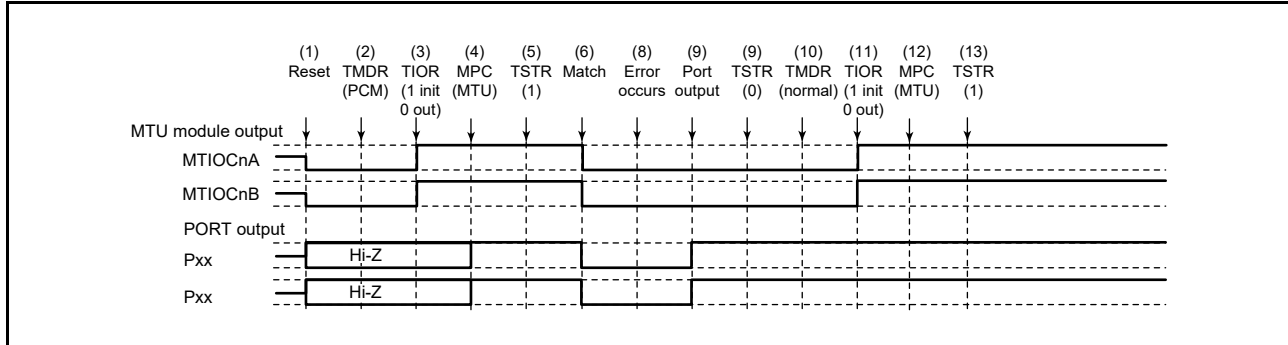 (1) (2) (3) (4) (5) (6) (8) (9) (9) (10) (11) (12) (13)
Reset TMDR TIOR MPC TSTR Match Error Port TSTR TMDR TIOR MPC TSTR
(PCM) (1 init (MTU) (1) occurs output (0) (normal) (1 init (MTU) (1)
0 out) 0 out)
MTU module output
MTIOCnA
MTIOCnB
PORT output
Pxx Hi-Z
Pxx Hi-Z